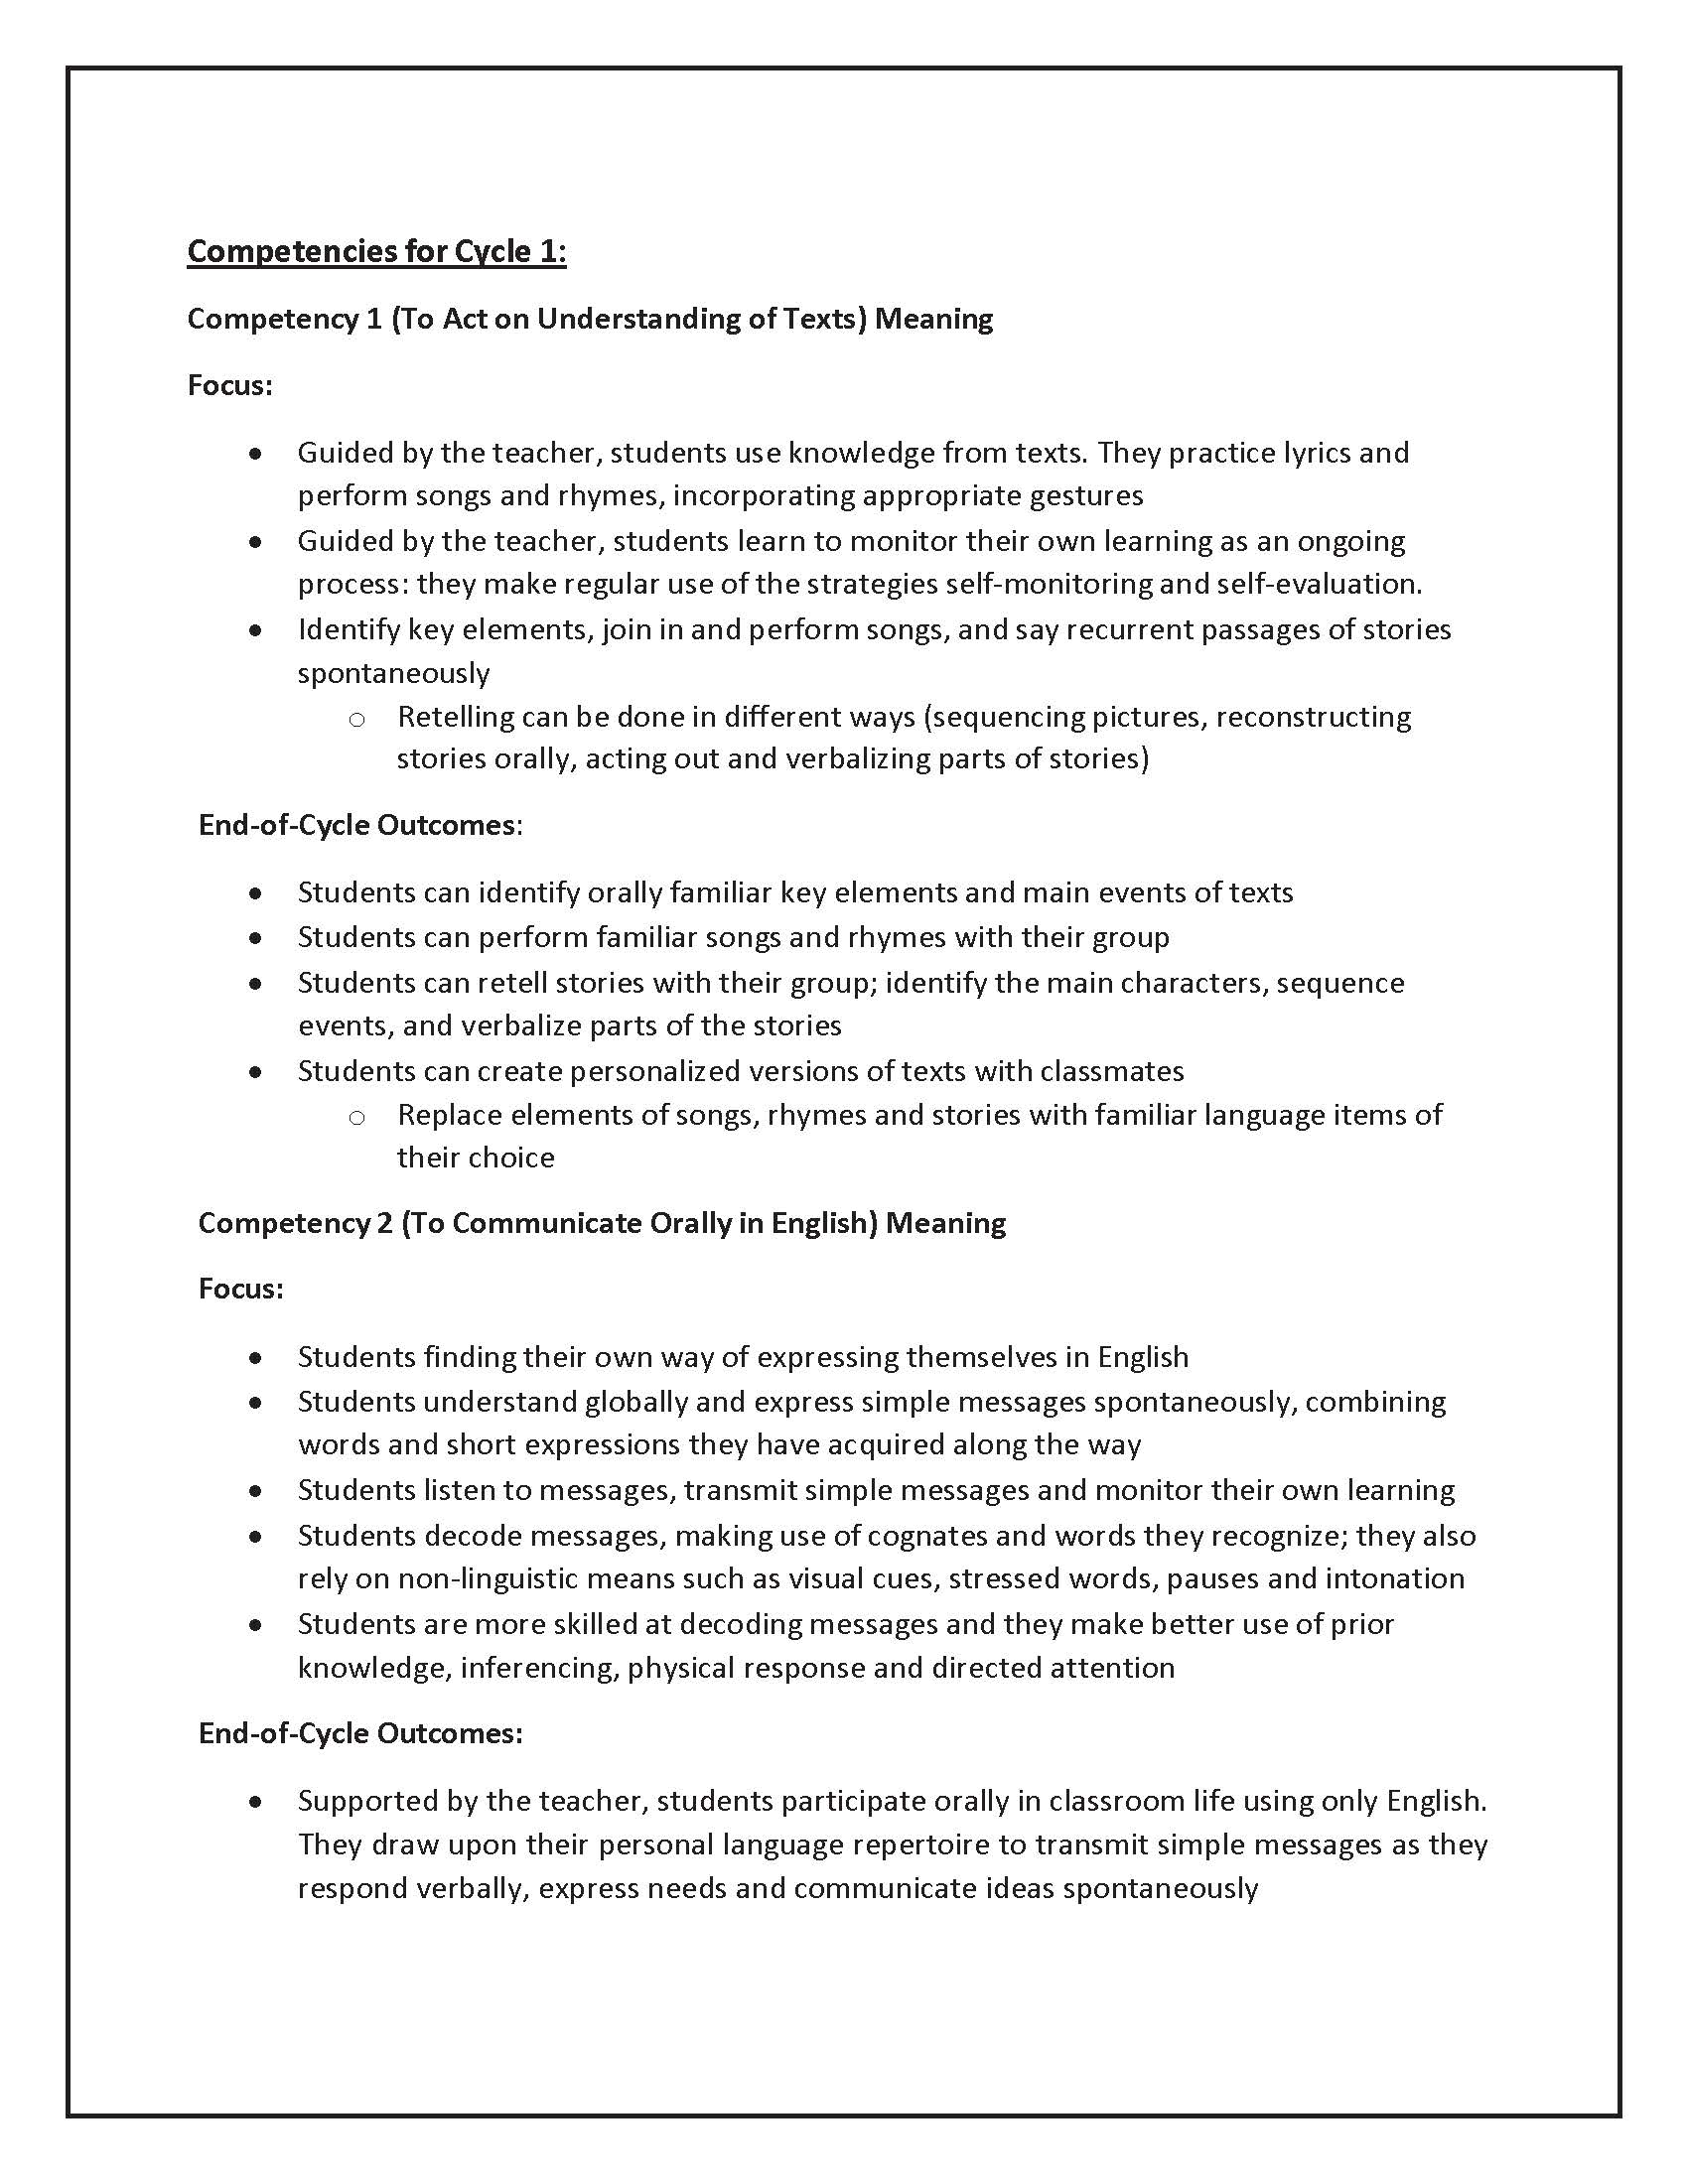 Competencies for Cycle 1:
Competency 1 (To Act on Understanding of Texts) Meaning
Focus:
• Guided by the teacher, students use knowledge from texts. They practice lyrics and
perform songs and rhymes, incorporating appropriate gestures
• Guided by the teacher, students learn to monitor their own learning as an ongoing
process: they make regular use of the strategies self-monitoring and self-evaluation.
• Identify key elements, join in and perform songs, and say recurrent passages of stories
spontaneously
o Retelling can be done in different ways (sequencing pictures, reconstructing
stories orally, acting out and verbalizing parts of stories)
End-of-Cycle Outcomes:
• Students can identify orally familiar key elements and main events of texts
• Students can perform familiar songs and rhymes with their group
• Students can retell stories with their group; identify the main characters, sequence
events, and verbalize parts of the stories
• Students can create personalized versions of texts with classmates
o Replace elements of songs, rhymes and stories with familiar language items of
their choice
Competency 2 (To Communicate Orally in English) Meaning
Focus:
• Students finding their own way of expressing themselves in English
• Students understand globally and express simple messages spontaneously, combining
words and short expressions they have acquired along the way
• Students listen to messages, transmit simple messages and monitor their own learning
• Students decode messages, making use of cognates and words they recognize; they also
rely on non-linguistic means such as visual cues, stressed words, pauses and intonation
• Students are more skilled at decoding messages and they make better use of prior
knowledge, inferencing, physical response and directed attention
End-of-Cycle Outcomes:
• Supported by the teacher, students participate orally in classroom life using only English.
They draw upon their personal language repertoire to transmit simple messages as they
respond verbally, express needs and communicate ideas spontaneously